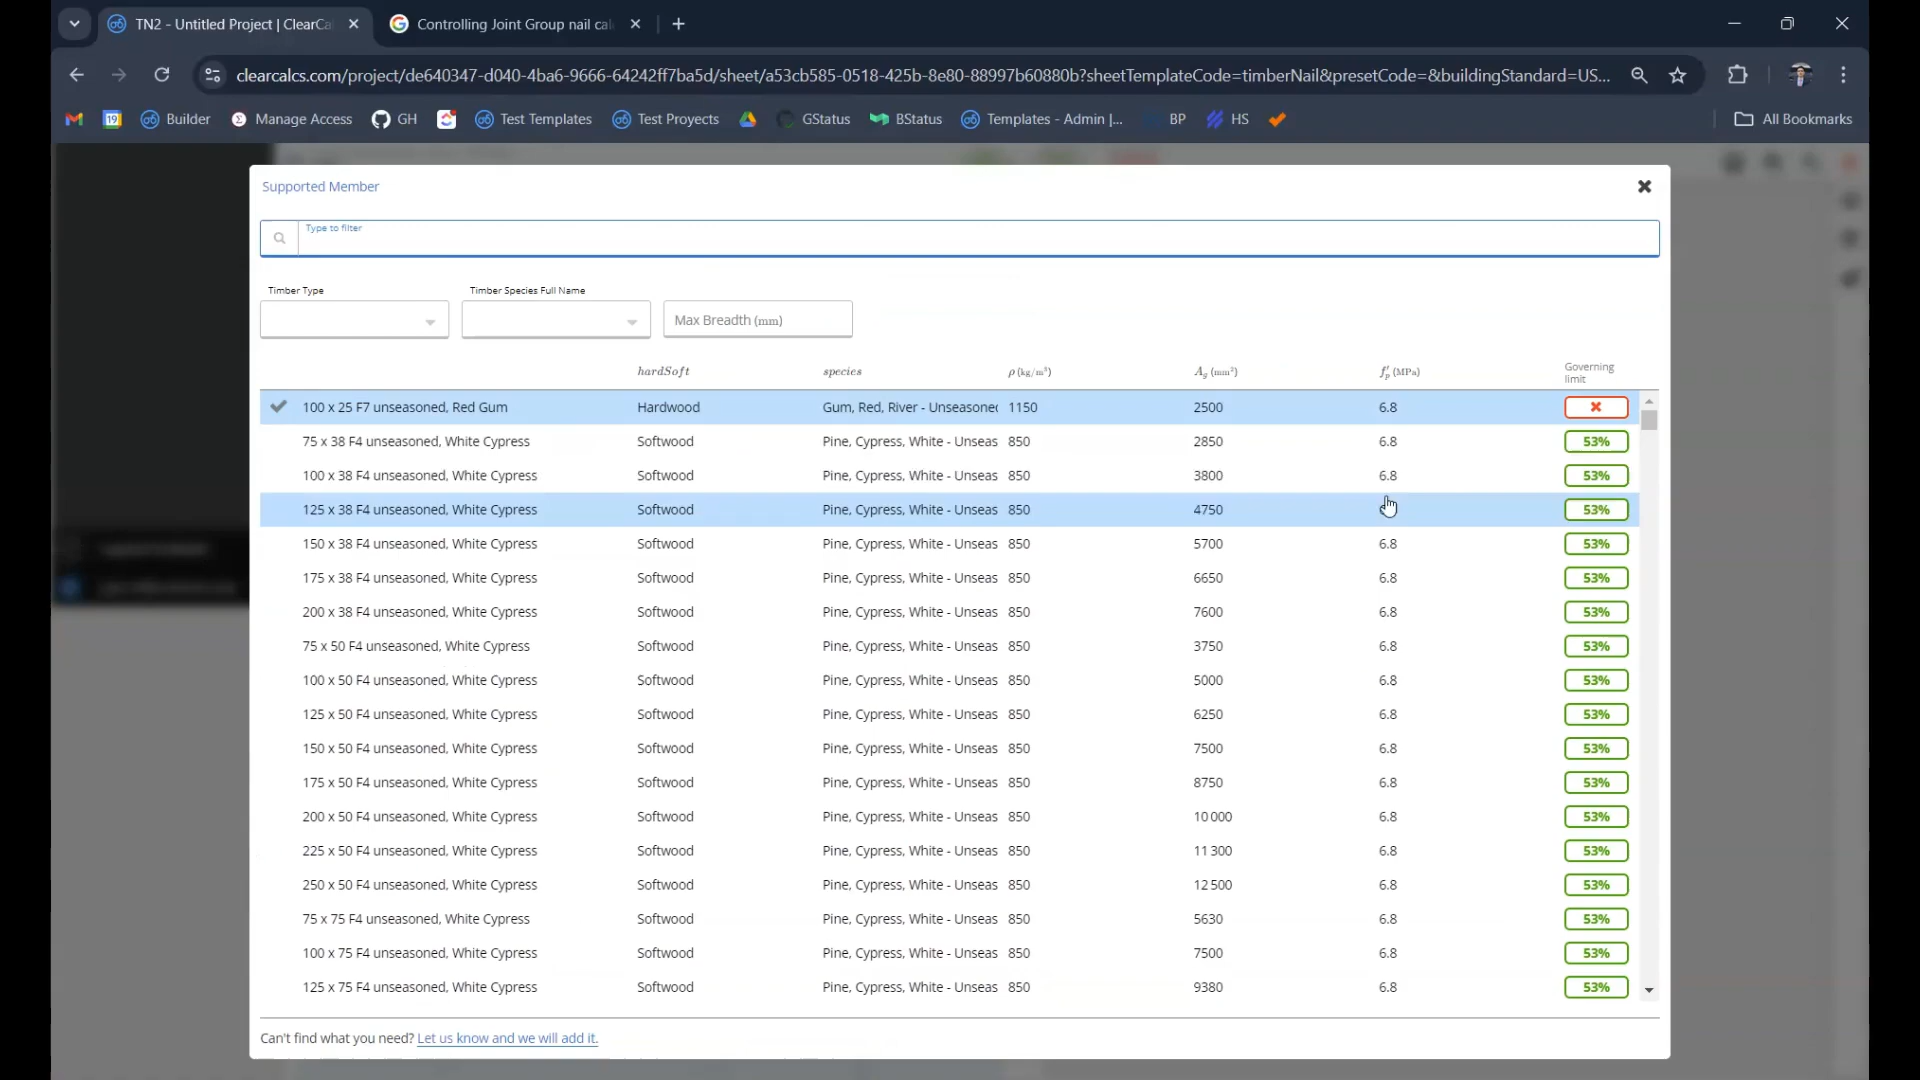 TN2 - Untitled Project | ClearCa
Controlling Joint Group nail cal
clearcalcs.com/project/de640347-d040-4ba6-9666-64242ff7ba5d/sheet/a53cb585-0518-425b-8e80-88997b60880b?sheetTemplateCode=timberNail&presetCode=&buildingStandard=US...
19 Builder Manage Access GH Test Templates Test Proyects GStatus BStatus Templates - Admin |... BP HS All Bookmarks
Supported Member
Type to filter
Timber Type Timber Species Full Name
Max Breadth (mm)
hardSoft species ρ (kg/m³) A_g (mm²) f'_p (MPa) Governing limit
100 x 25 F7 unseasoned, Red Gum Hardwood Gum, Red, River - Unseasoned 1150 2500 6.8
75 x 38 F4 unseasoned, White Cypress Softwood Pine, Cypress, White - Unseas 850 2850 6.8 53%
100 x 38 F4 unseasoned, White Cypress Softwood Pine, Cypress, White - Unseas 850 3800 6.8 53%
125 x 38 F4 unseasoned, White Cypress Softwood Pine, Cypress, White - Unseas 850 4750 53%
150 x 38 F4 unseasoned, White Cypress Softwood Pine, Cypress, White - Unseas 850 5700 6.8 53%
175 x 38 F4 unseasoned, White Cypress Softwood Pine, Cypress, White - Unseas 850 6650 6.8 53%
200 x 38 F4 unseasoned, White Cypress Softwood Pine, Cypress, White - Unseas 850 7600 6.8 53%
75 x 50 F4 unseasoned, White Cypress Softwood Pine, Cypress, White - Unseas 850 3750 6.8 53%
100 x 50 F4 unseasoned, White Cypress Softwood Pine, Cypress, White - Unseas 850 5000 6.8 53%
125 x 50 F4 unseasoned, White Cypress Softwood Pine, Cypress, White - Unseas 850 6250 6.8 53%
150 x 50 F4 unseasoned, White Cypress Softwood Pine, Cypress, White - Unseas 850 7500 6.8 53%
175 x 50 F4 unseasoned, White Cypress Softwood Pine, Cypress, White - Unseas 850 8750 6.8 53%
200 x 50 F4 unseasoned, White Cypress Softwood Pine, Cypress, White - Unseas 850 10 000 6.8 53%
225 x 50 F4 unseasoned, White Cypress Softwood Pine, Cypress, White - Unseas 850 11 300 6.8 53%
250 x 50 F4 unseasoned, White Cypress Softwood Pine, Cypress, White - Unseas 850 12 500 6.8 53%
75 x 75 F4 unseasoned, White Cypress Softwood Pine, Cypress, White - Unseas 850 5630 6.8 53%
100 x 75 F4 unseasoned, White Cypress Softwood Pine, Cypress, White - Unseas 850 7500 6.8 53%
125 x 75 F4 unseasoned, White Cypress Softwood Pine, Cypress, White - Unseas 850 9380 6.8 53%
Can't find what you need? Let us know and we will add it.